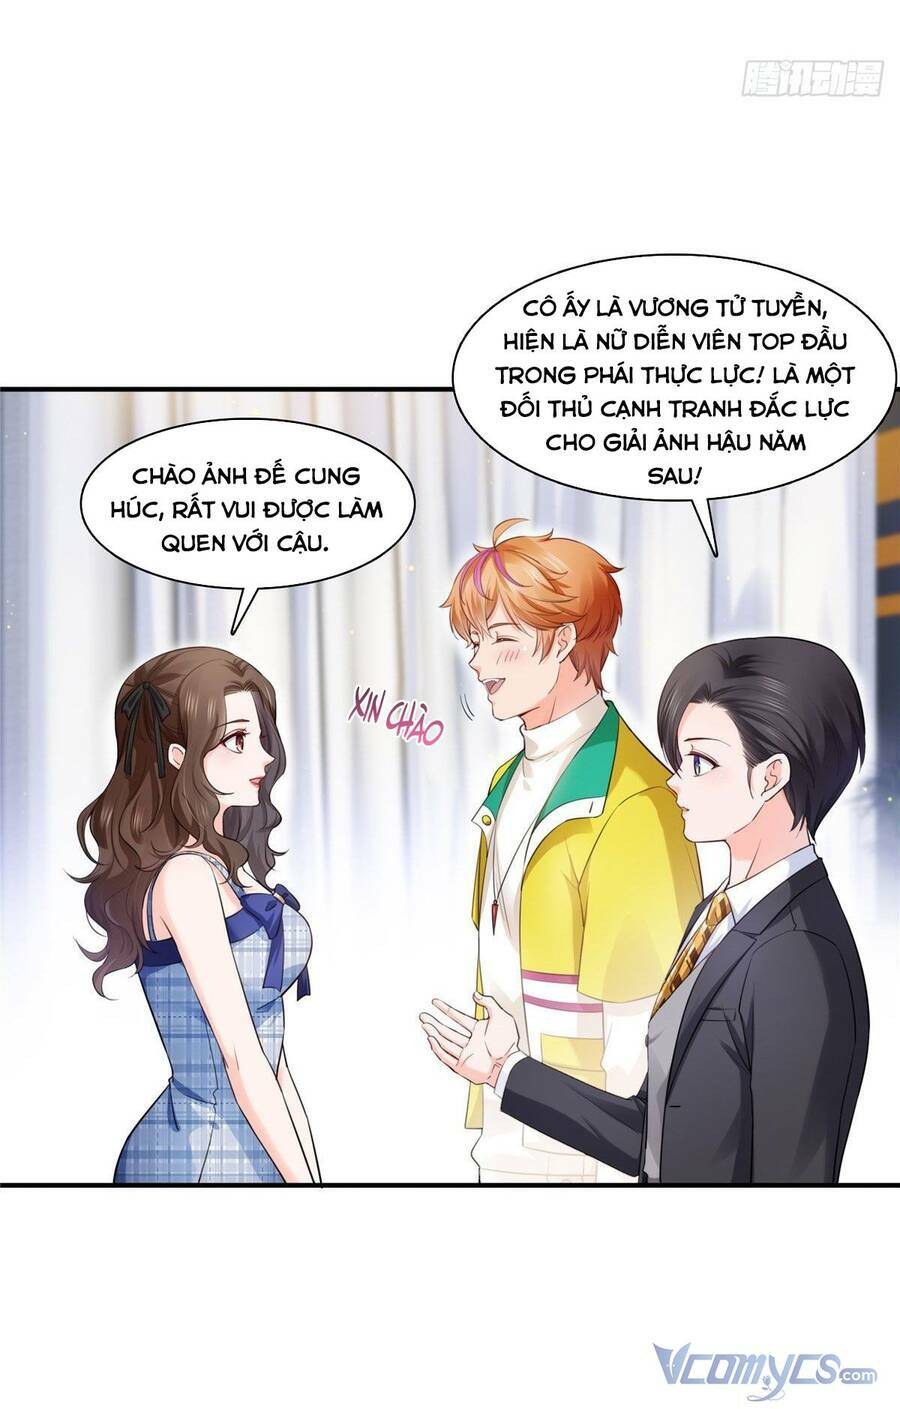 腾讯动漫
CÔ ẤY LÀ VƯƠNG TỬ TUYỀN,
HIỆN LÀ NỮ DIỄN VIÊN TOP ĐẦU
TRONG PHÁI THỰC LỰC! LÀ MỘT
ĐỐI THỦ CẠNH TRANH ĐẮC LỰC
CHO GIẢI ẢNH HẬU NĂM
SAU!
CHÀO ẢNH ĐẾ CUNG
HÚC, RẤT VUI ĐƯỢC LÀM
QUEN VỚI CẬU.
XIN CHÀO
VCOMYCS.com